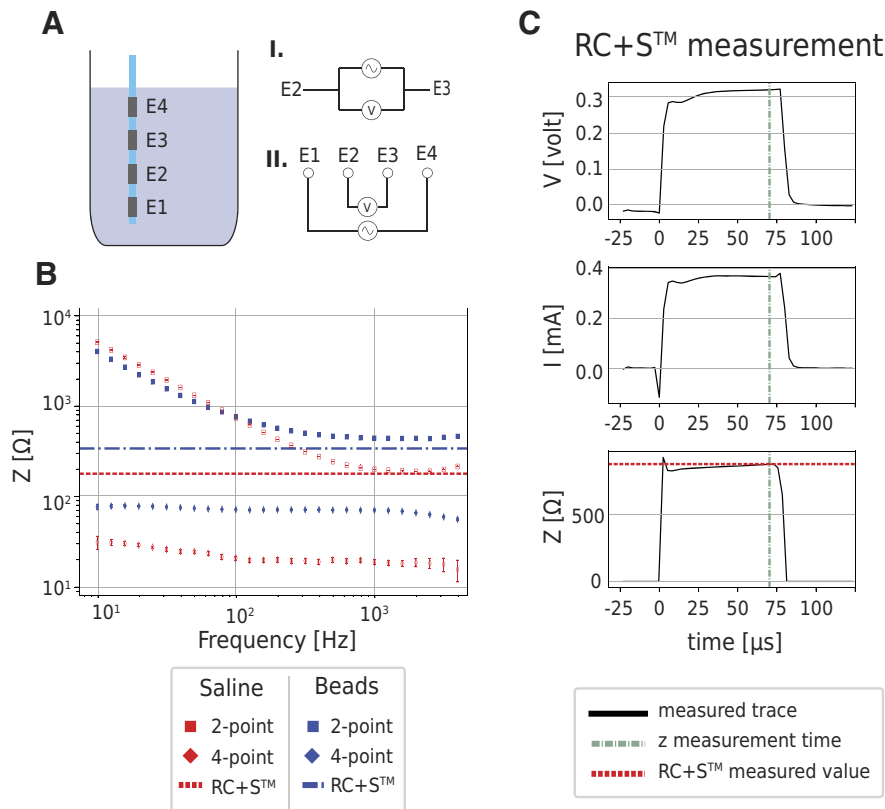 A
E4
E3
E2
E1
I.
E2
V
E3
II.
E1 E2 E3 E4
V
B
Z [Ω]
10⁴
10³
10²
10¹
10¹ 10² 10³
Frequency [Hz]
Saline Beads
2-point 2-point
4-point 4-point
RC+S™ RC+S™
C
RC+S™ measurement
V [volt]
0.3
0.2
0.1
0.0
-25 0 25 50 75 100
I [mA]
0.4
0.2
0.0
-25 0 25 50 75 100
Z [Ω]
500
0
-25 0 25 50 75 100
time [µs]
measured trace
z measurement time
RC+S™ measured value